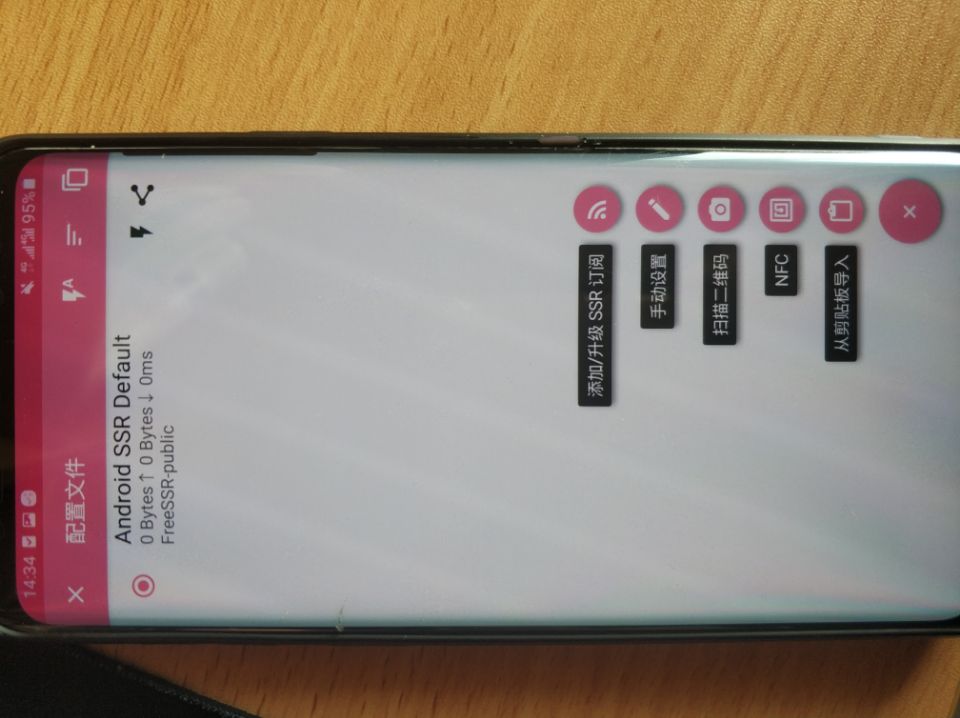 14:34 4G 4G 95%
配置文件
Android SSR Default
0 Bytes↑ 0 Bytes↓ 0ms
FreeSSR-public
添加/升级 SSR 订阅
手动设置
扫描二维码
NFC
从剪贴板导入